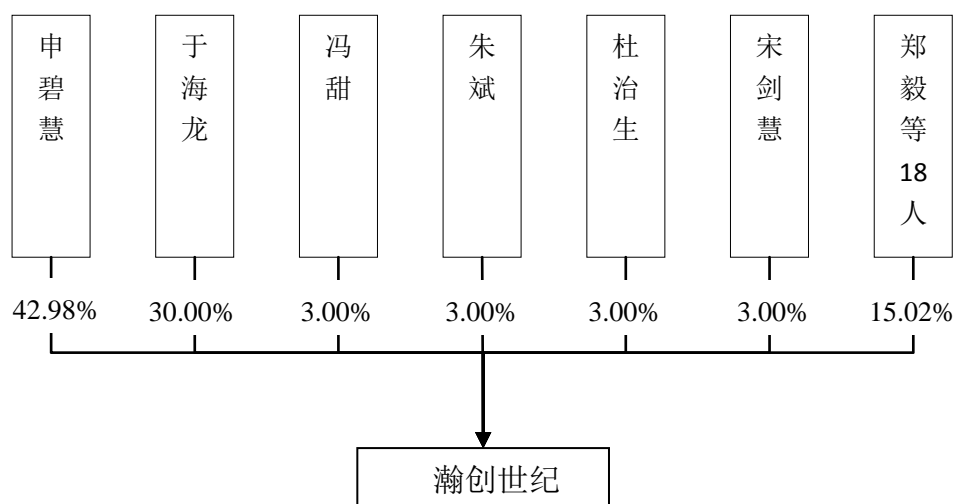 申碧慧
于海龙
冯甜
朱斌
杜治生
宋剑慧
郑毅等18人
42.98%
30.00%
3.00%
3.00%
3.00%
3.00%
15.02%
瀚创世纪